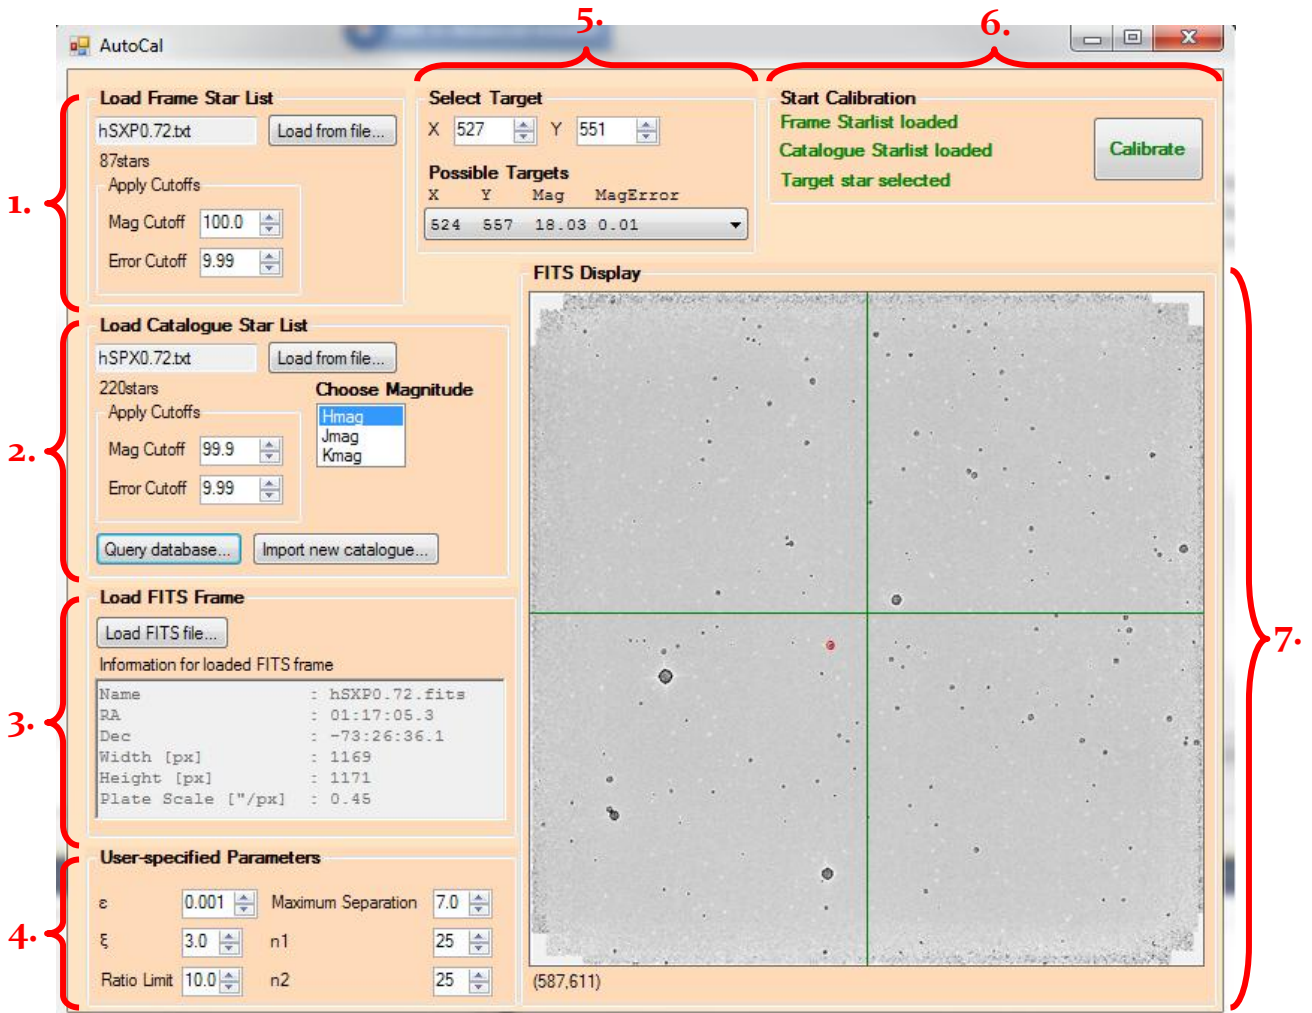 5.
6.
AutoCal
1.
Load Frame Star List
hSXP0.72.txt Load from file...
87stars
Apply Cutoffs
Mag Cutoff 100.0
Error Cutoff 9.99
Select Target
X 527 Y 551
Possible Targets
X Y Mag MagError
524 557 18.03 0.01
Start Calibration
Frame Starlist loaded
Catalogue Starlist loaded
Target star selected
Calibrate
2.
Load Catalogue Star List
hSPX0.72.txt Load from file...
220stars
Apply Cutoffs
Mag Cutoff 99.9
Error Cutoff 9.99
Choose Magnitude
Hmag
Jmag
Kmag
Query database... Import new catalogue...
3.
Load FITS Frame
Load FITS file...
Information for loaded FITS frame
Name : hSXP0.72.fits
RA : 01:17:05.3
Dec : -73:26:36.1
Width [px] : 1169
Height [px] : 1171
Plate Scale ["/px] : 0.45
4.
User-specified Parameters
ε 0.001 Maximum Separation 7.0
ξ 3.0 n1 25
Ratio Limit 10.0 n2 25
FITS Display
(587,611)
7.